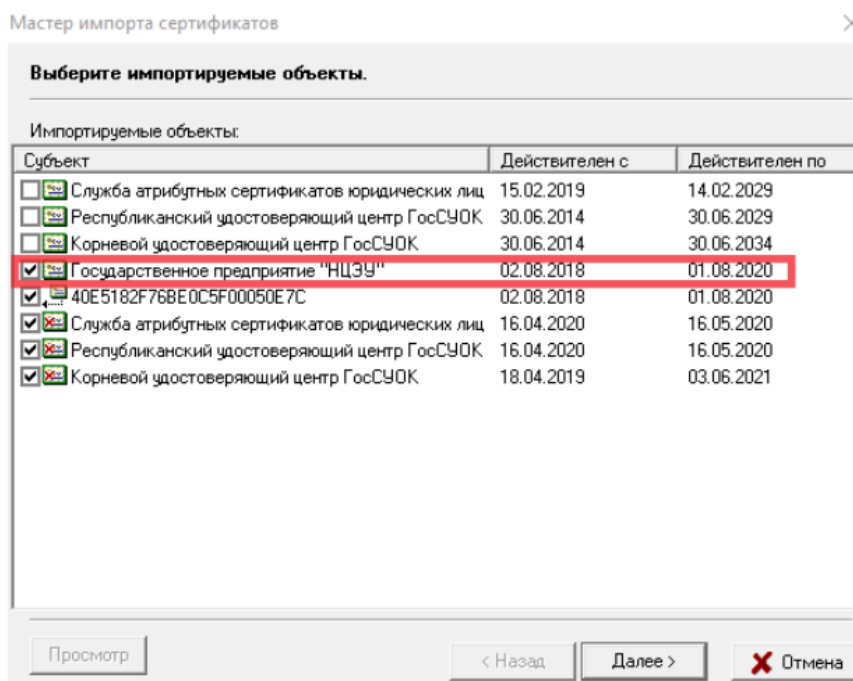 Мастер импорта сертификатов
Выберите импортируемые объекты.
Импортируемые объекты:
Субъект Действителен с Действителен по
Служба атрибутных сертификатов юридических лиц 15.02.2019 14.02.2029
Республиканский удостоверяющий центр ГосСУОК 30.06.2014 30.06.2029
Корневой удостоверяющий центр ГосСУОК 30.06.2014 30.06.2034
Государственное предприятие "НЦЭУ" 02.08.2018 01.08.2020
40E5182F76BE0C5F00050E7C 02.08.2018 01.08.2020
Служба атрибутных сертификатов юридических лиц 16.04.2020 16.05.2020
Республиканский удостоверяющий центр ГосСУОК 16.04.2020 16.05.2020
Корневой удостоверяющий центр ГосСУОК 18.04.2019 03.06.2021
Просмотр < Назад Далее > Отмена